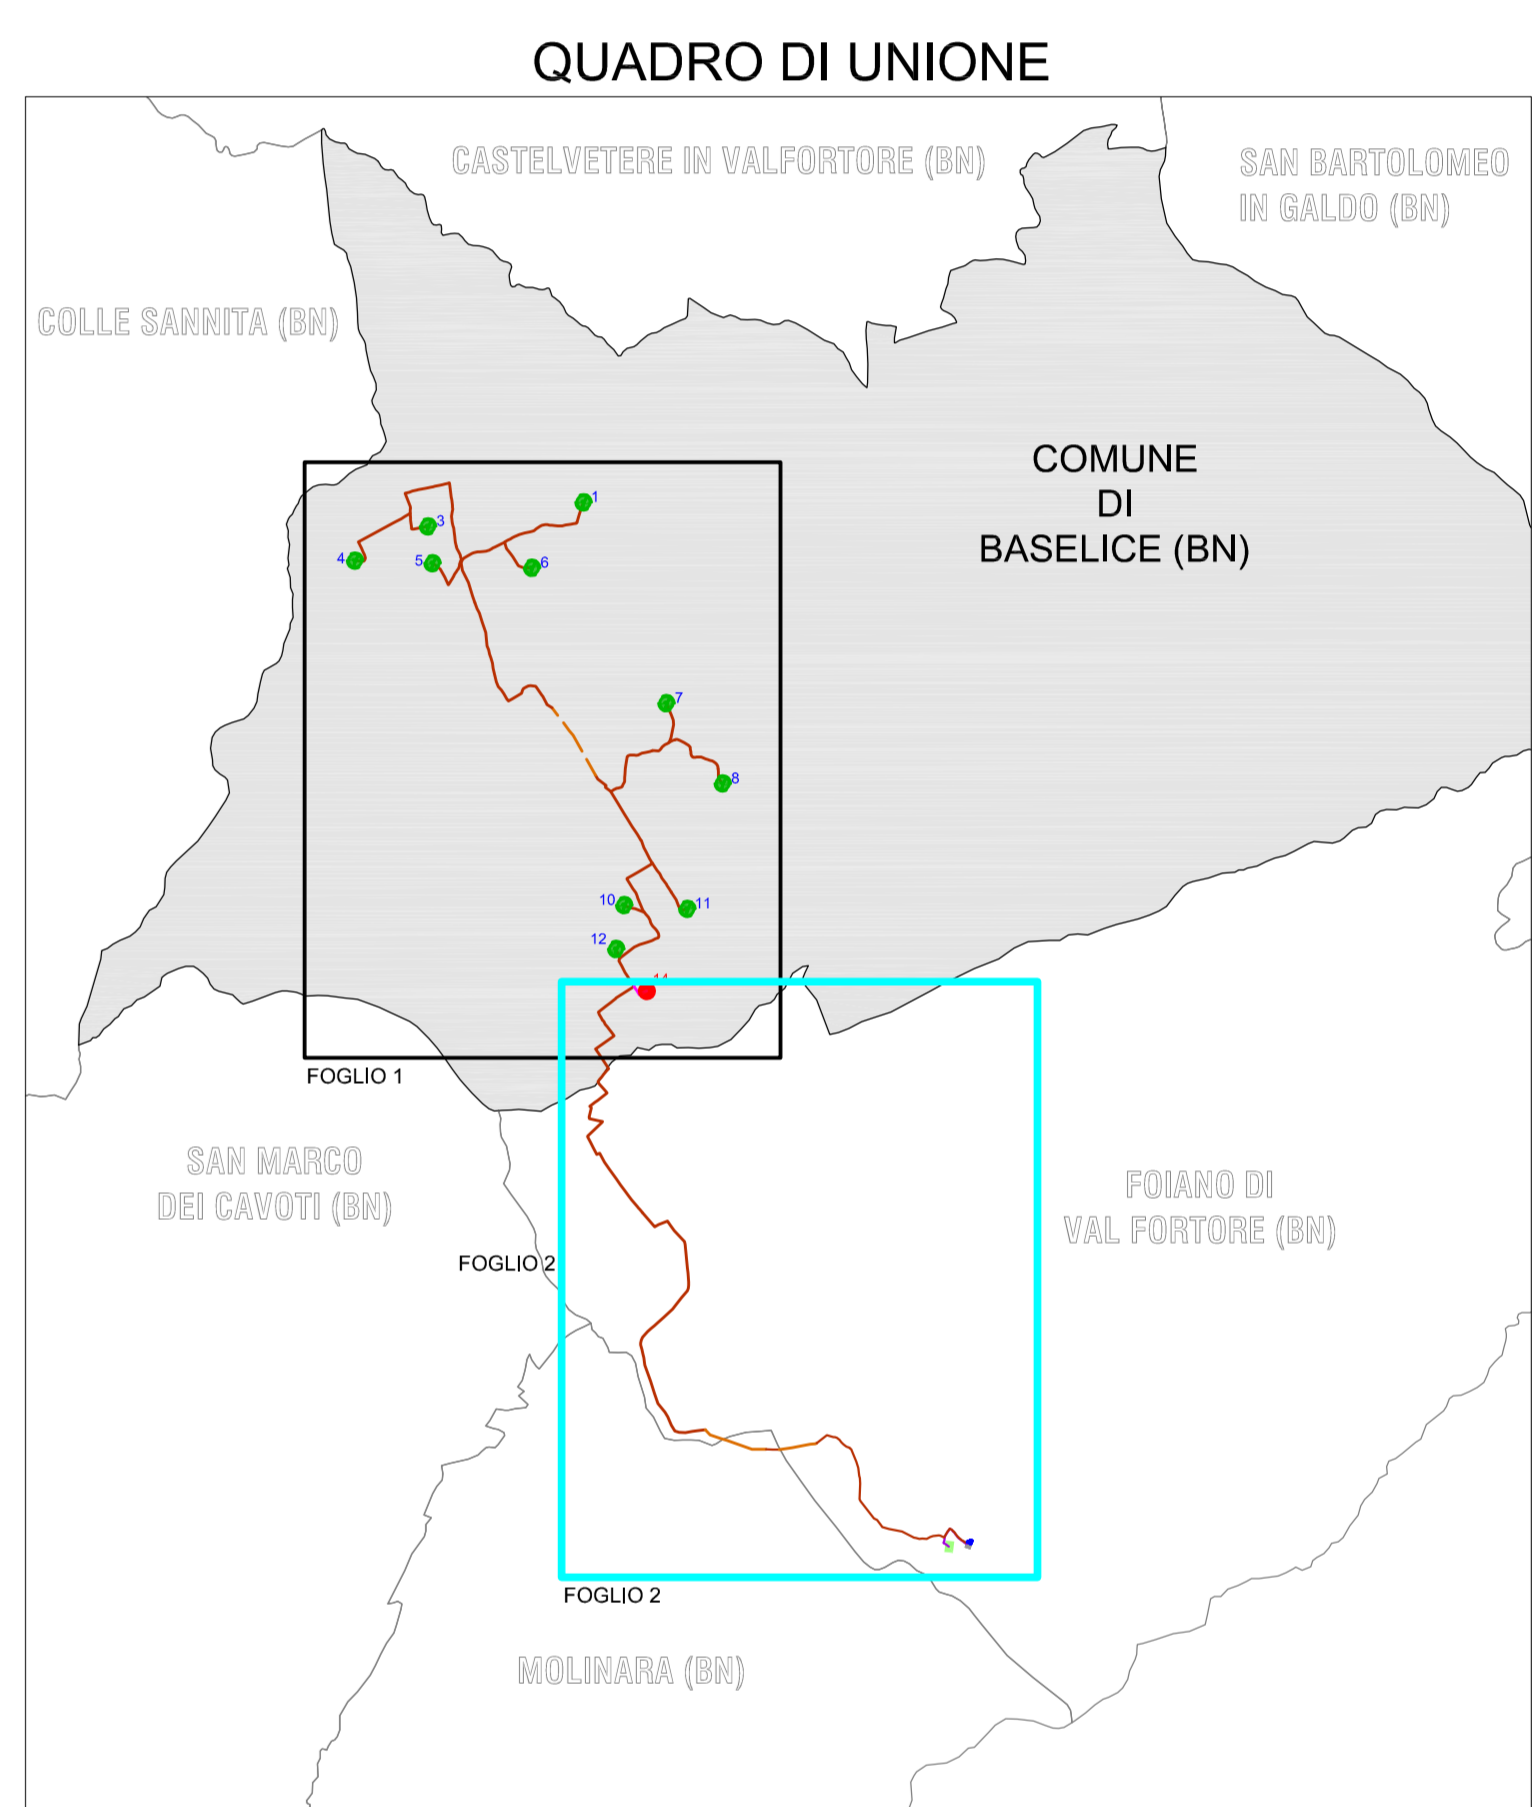 QUADRO DI UNIONE
CASTELVETERE IN VALFORTORE (BN)
SAN BARTOLOMEO
IN GALDO (BN)
COLLE SANNITA (BN)
COMUNE
DI
BASELICE (BN)
1
3
4
5
6
7
8
10
11
12
14
FOGLIO 1
SAN MARCO
DEI CAVOTI (BN)
FOIANO DI
VAL FORTORE (BN)
FOGLIO 2
FOGLIO 2
MOLINARA (BN)